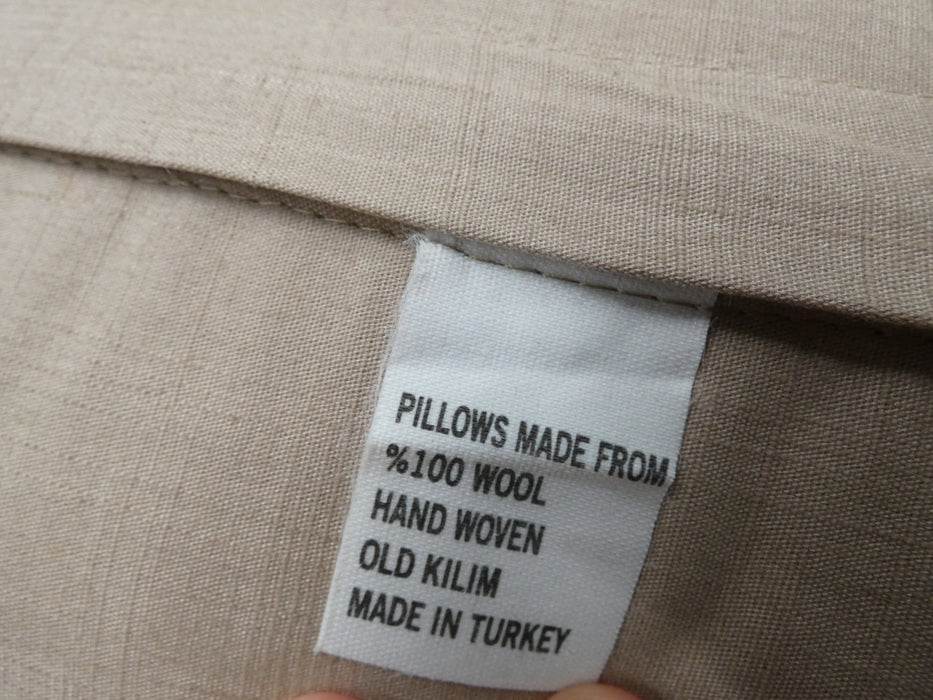 PILLOWS MADE FROM
%100 WOOL
HAND WOVEN
OLD KILIM
MADE IN TURKEY